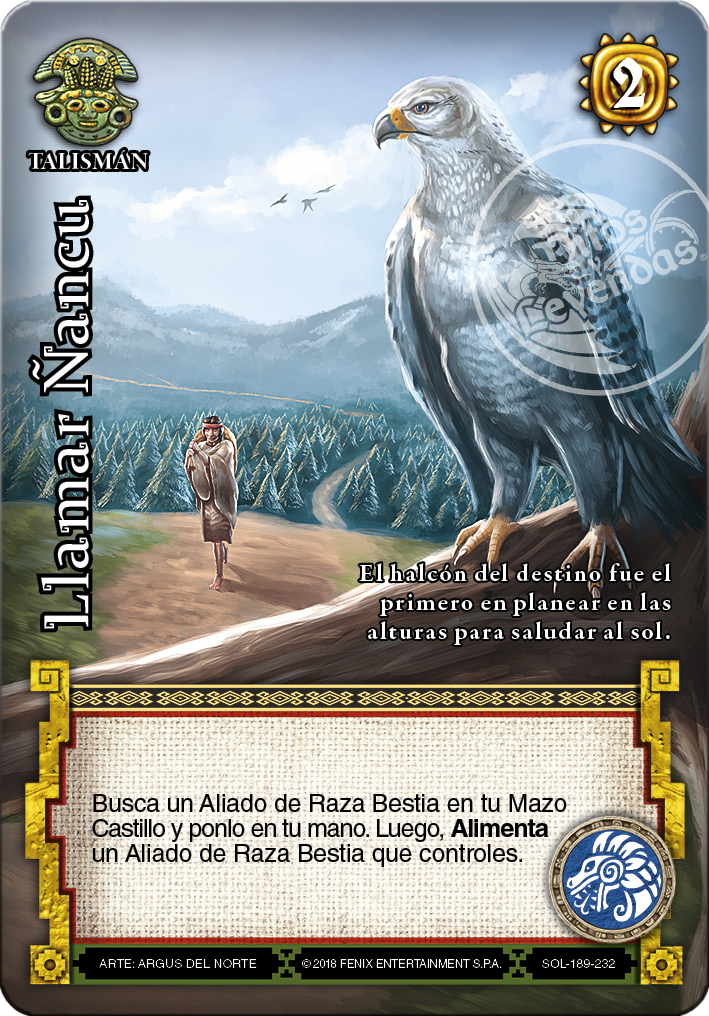 2
TALISMÁN
Mitos
y
Leyendas
Llamar Ñancu
El halcón del destino fue el
primero en planear en las
alturas para saludar al sol.
Busca un Aliado de Raza Bestia en tu Mazo
Castillo y ponlo en tu mano. Luego, Alimenta
un Aliado de Raza Bestia que controles.
ARTE: ARGUS DEL NORTE
©2018 FENIX ENTERTAINMENT S.P.A.
SOL-189-232